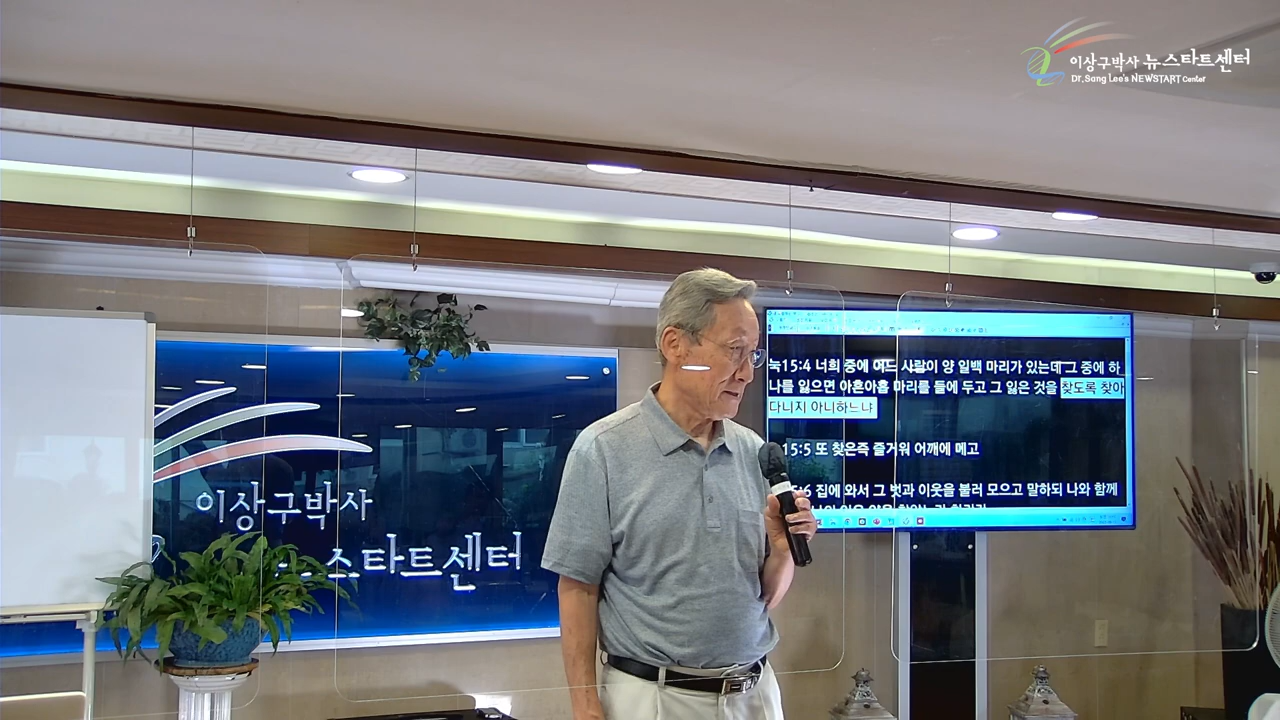 이상구박사 뉴스타트센터
Dr. Sang Lee's NEWSTART Center
이상구박사
스타트센터
눅15:4 너희 중에 어느 사람이 양 일백 마리가 있는데 그 중에 하
나를 잃으면 아흔아홉 마리를 들에 두고 그 잃은 것을 찾도록 찾아
다니지 아니하느냐
15:5 또 찾은즉 즐거워 어깨에 메고
15:6 집에 와서 그 벗과 이웃을 불러 모으고 말하되 나와 함께